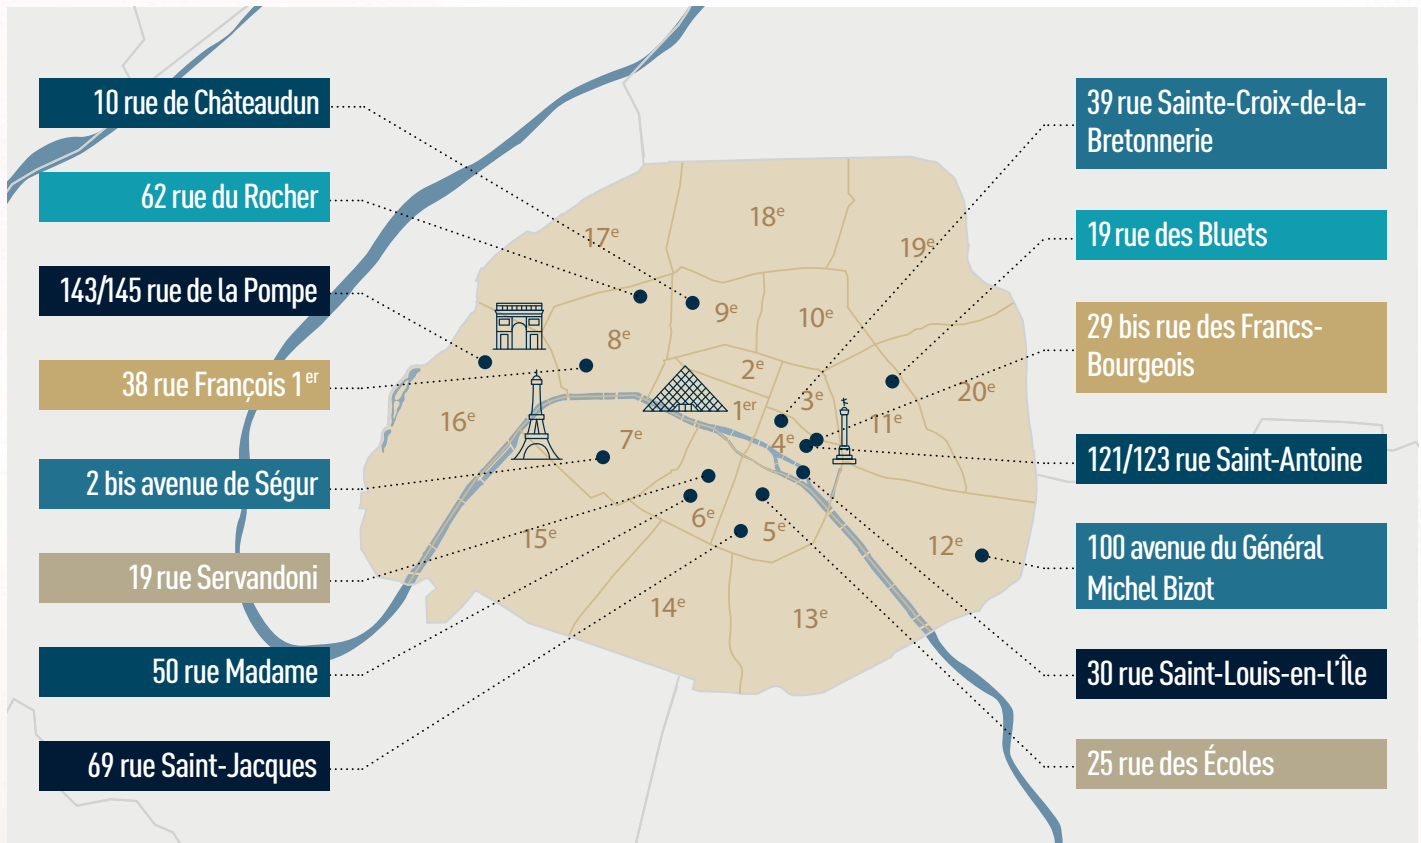 10 rue de Châteaudun
62 rue du Rocher
143/145 rue de la Pompe
38 rue François 1er
2 bis avenue de Ségur
19 rue Servandoni
50 rue Madame
69 rue Saint-Jacques
18e
17e
19e
9e
10e
8e
2e
3e
1er
20e
16e
11e
7e
4e
6e
5e
15e
12e
14e
13e
39 rue Sainte-Croix-de-la-
Bretonnerie
19 rue des Bluets
29 bis rue des Francs-
Bourgeois
121/123 rue Saint-Antoine
100 avenue du Général
Michel Bizot
30 rue Saint-Louis-en-l'Île
25 rue des Écoles